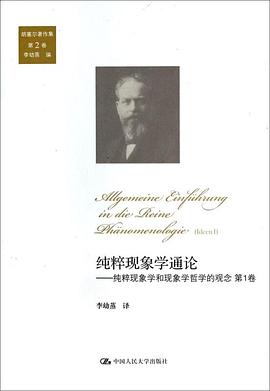 胡塞尔著作集
第2卷
李幼蒸 编
Allgemeine Einführung
in die Reine
Phänomenologie (Ideen I)
纯粹现象学通论
——纯粹现象学和现象学哲学的观念 第1卷
李幼蒸 译
中国人民大学出版社